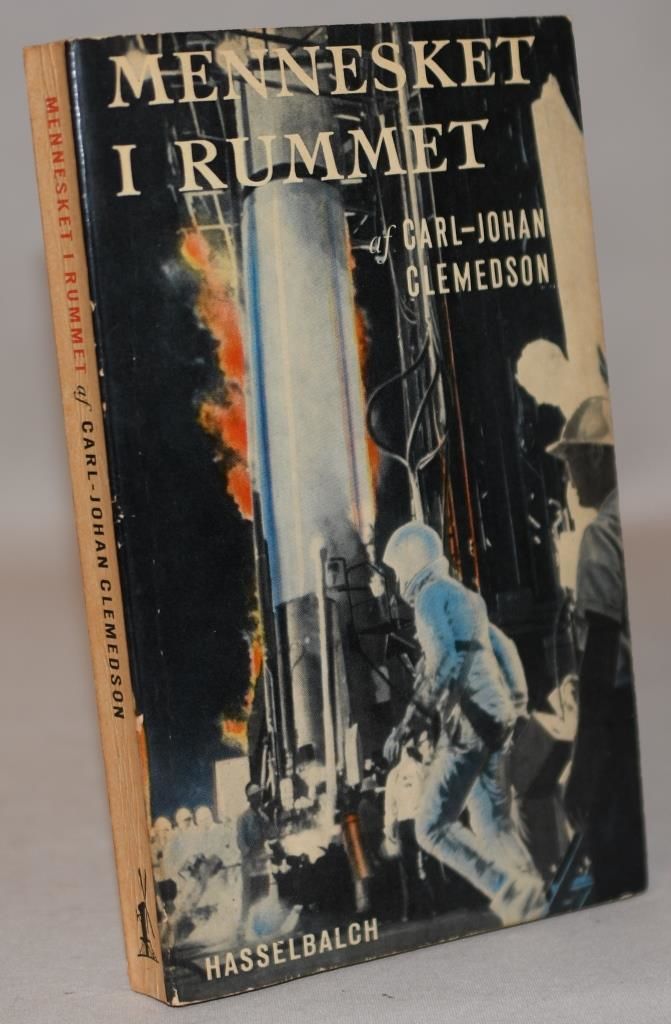 MENNESKET
I RUMMET
af CARL-JOHAN
CLEMEDSON
HASSELBALCH
MENNESKET I RUMMET af CARL-JOHAN CLEMEDSON